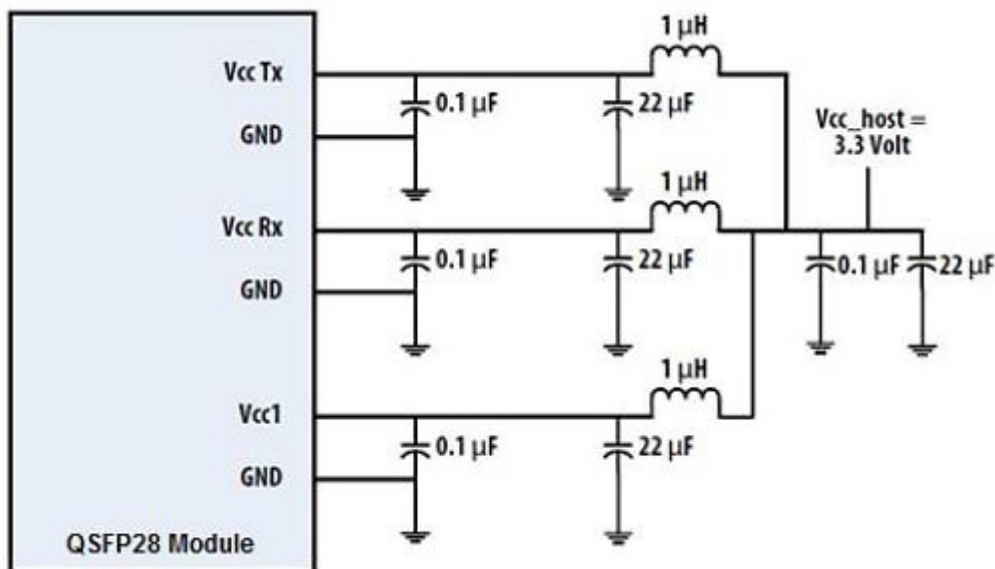 1 µH
Vcc Tx
0.1 µF
22 µF
GND
Vcc_host =
3.3 Volt
1 µH
Vcc Rx
0.1 µF
22 µF
0.1 µF
22 µF
GND
1 µH
Vcc1
0.1 µF
22 µF
GND
QSFP28 Module